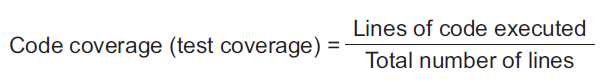 Code coverage (test coverage) = Lines of code executed
Total number of lines